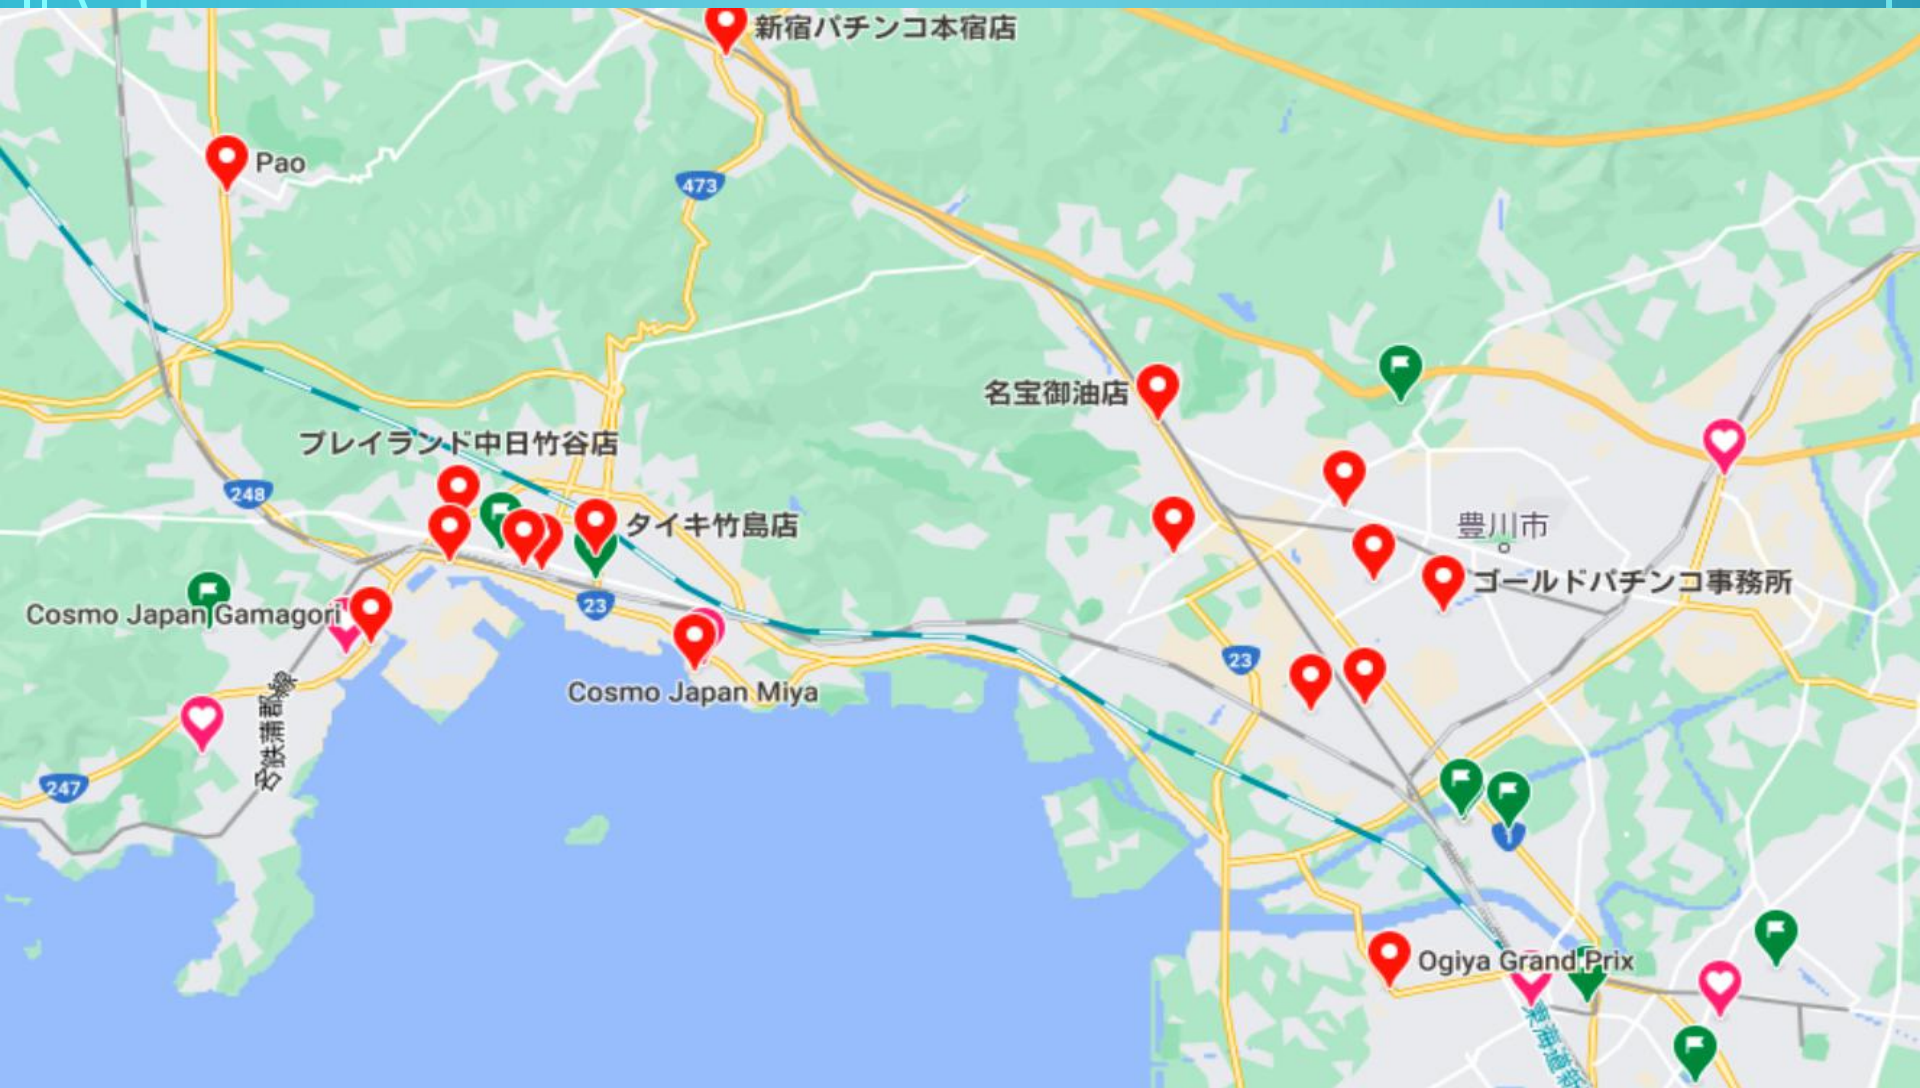 新宿パチンコ本宿店
Pao
473
名宝御油店
プレイランド中日竹谷店
248
タイキ竹島店
豊川市
ゴールドパチンコ事務所
Cosmo Japan Gamagori
23
23
Cosmo Japan Miya
名鉄蒲郡線
247
1
Ogiya Grand Prix
東海道新